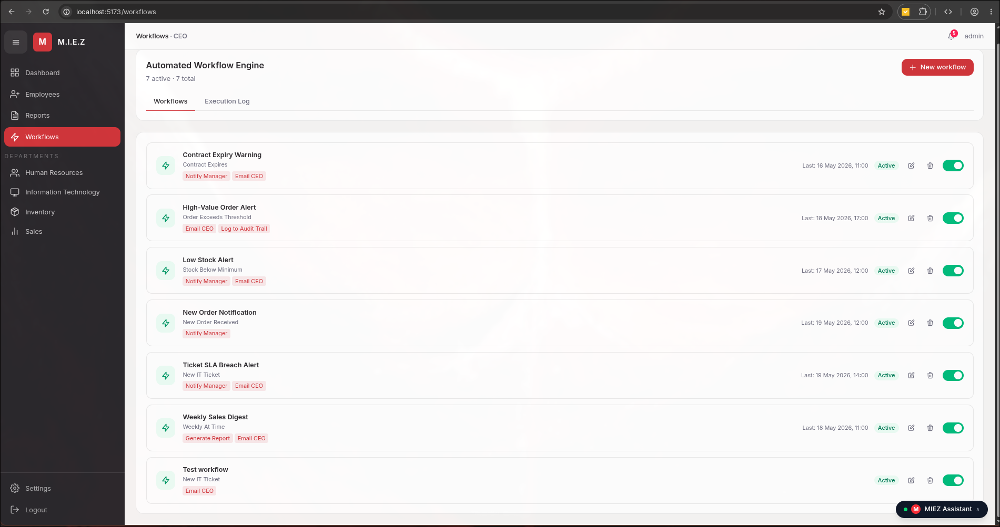 localhost:5173/workflows
M M.I.E.Z
Dashboard
Employees
Reports
Workflows
DEPARTMENTS
Human Resources
Information Technology
Inventory
Sales
Settings
Logout
Workflows · CEO
5
admin
Automated Workflow Engine
7 active · 7 total
New workflow
Workflows Execution Log
Contract Expiry Warning
Contract Expires
Notify Manager Email CEO
Last: 16 May 2026, 11:00 Active
High-Value Order Alert
Order Exceeds Threshold
Email CEO Log to Audit Trail
Last: 18 May 2026, 17:00 Active
Low Stock Alert
Stock Below Minimum
Notify Manager Email CEO
Last: 17 May 2026, 12:00 Active
New Order Notification
New Order Received
Notify Manager
Last: 19 May 2026, 12:00 Active
Ticket SLA Breach Alert
New IT Ticket
Notify Manager Email CEO
Last: 19 May 2026, 14:00 Active
Weekly Sales Digest
Weekly At Time
Generate Report Email CEO
Last: 18 May 2026, 11:00 Active
Test workflow
New IT Ticket
Email CEO
Active
M MIEZ Assistant